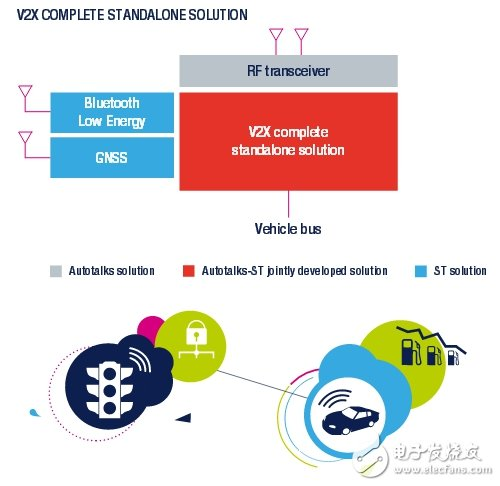 V2X COMPLETE STANDALONE SOLUTION
RF transceiver
Bluetooth
Low Energy
GNSS
V2X complete
standalone solution
Vehicle bus
Autotalks solution
Autotalks-ST jointly developed solution
ST solution
电子发烧友
www.elecfans.com